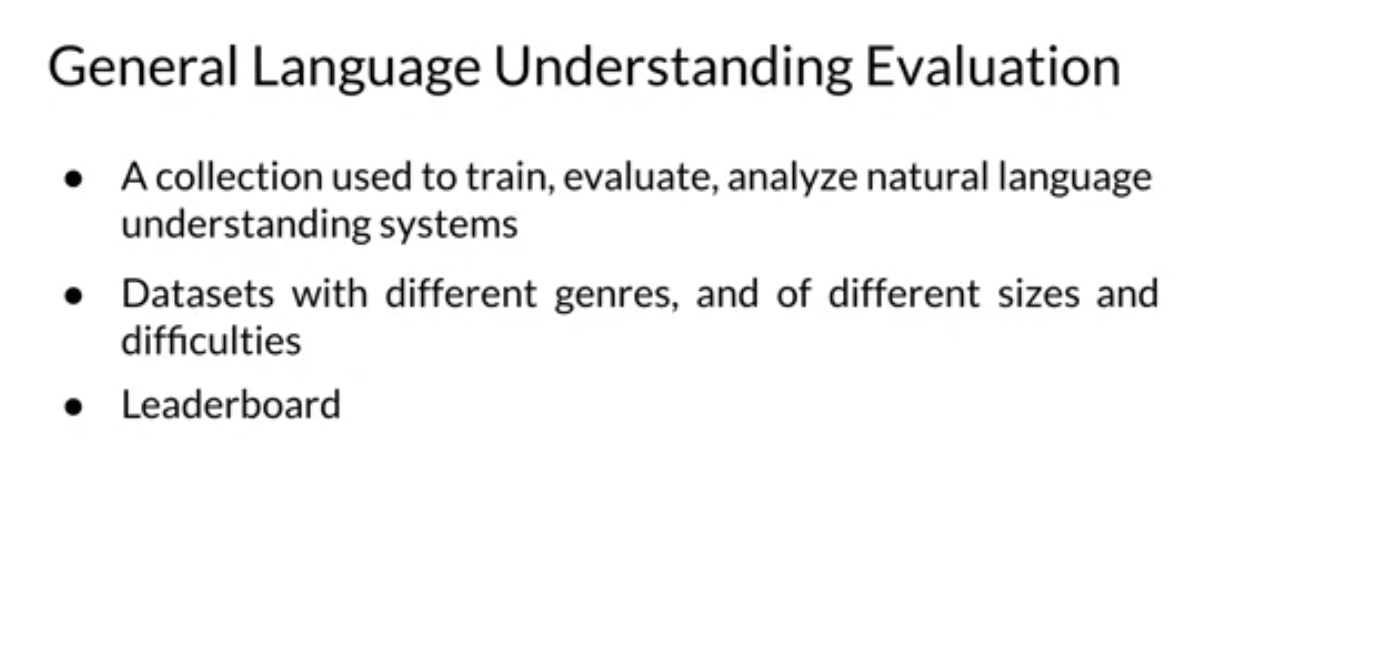 General Language Understanding Evaluation
● A collection used to train, evaluate, analyze natural language
understanding systems
● Datasets with different genres, and of different sizes and
difficulties
● Leaderboard